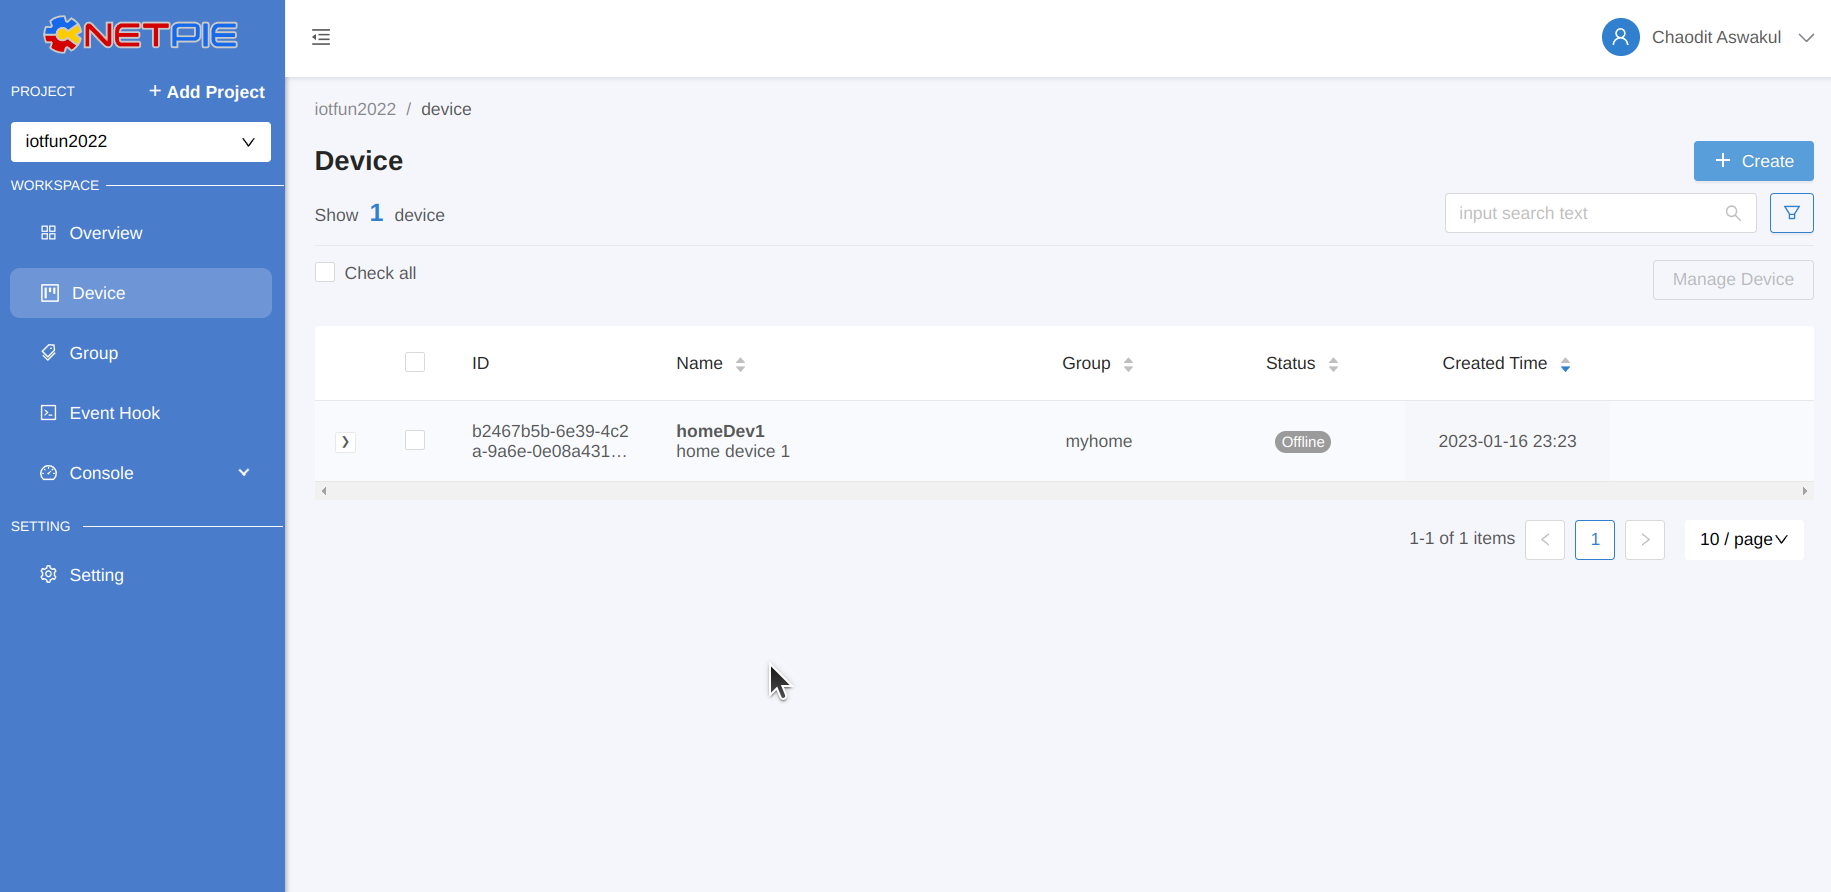 NETPIE
PROJECT
+ Add Project
iotfun2022
WORKSPACE
Overview
Device
Group
Event Hook
Console
SETTING
Setting
Chaodit Aswakul
iotfun2022 / device
Device
+ Create
Show 1 device
input search text
Check all
Manage Device
ID Name Group Status Created Time
b2467b5b-6e39-4c2 homeDev1 myhome Offline 2023-01-16 23:23
a-9a6e-0e08a431… home device 1
1-1 of 1 items < 1 > 10 / page